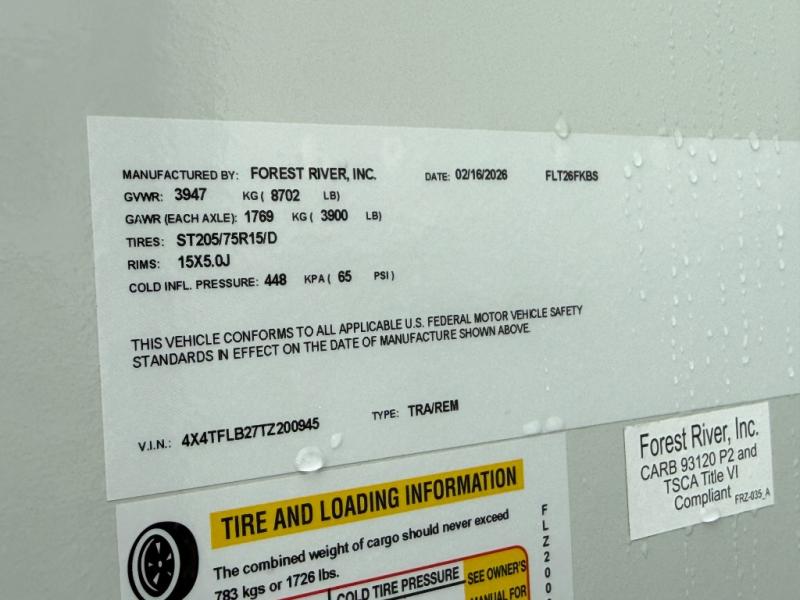 MANUFACTURED BY: FOREST RIVER, INC. DATE: 02/16/2026 FLT26FKBS
GVWR: 3947 KG ( 8702 LB)
GAWR (EACH AXLE): 1769 KG ( 3900 LB)
TIRES: ST205/75R15/D
RIMS: 15X5.0J
COLD INFL. PRESSURE: 448 KPA ( 65 PSI )
THIS VEHICLE CONFORMS TO ALL APPLICABLE U.S. FEDERAL MOTOR VEHICLE SAFETY
STANDARDS IN EFFECT ON THE DATE OF MANUFACTURE SHOWN ABOVE.
V.I.N.: 4X4TFLB27TZ200945 TYPE: TRA/REM
Forest River, Inc.
CARB 93120 P2 and
TSCA Title VI
Compliant FRZ-035_A
TIRE AND LOADING INFORMATION
The combined weight of cargo should never exceed
783 kgs or 1726 lbs.
COLD TIRE PRESSURE
SEE OWNER'S
MANUAL FOR
FLZ200